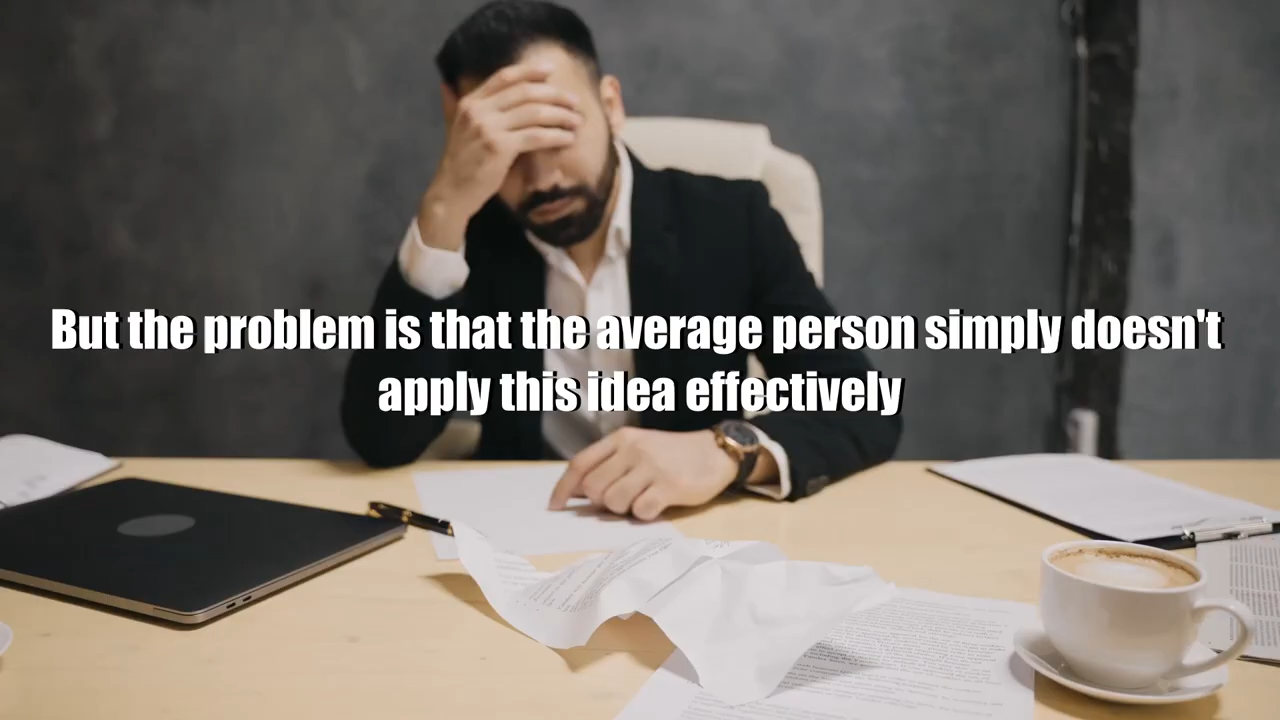 But the problem is that the average person simply doesn't
apply this idea effectively